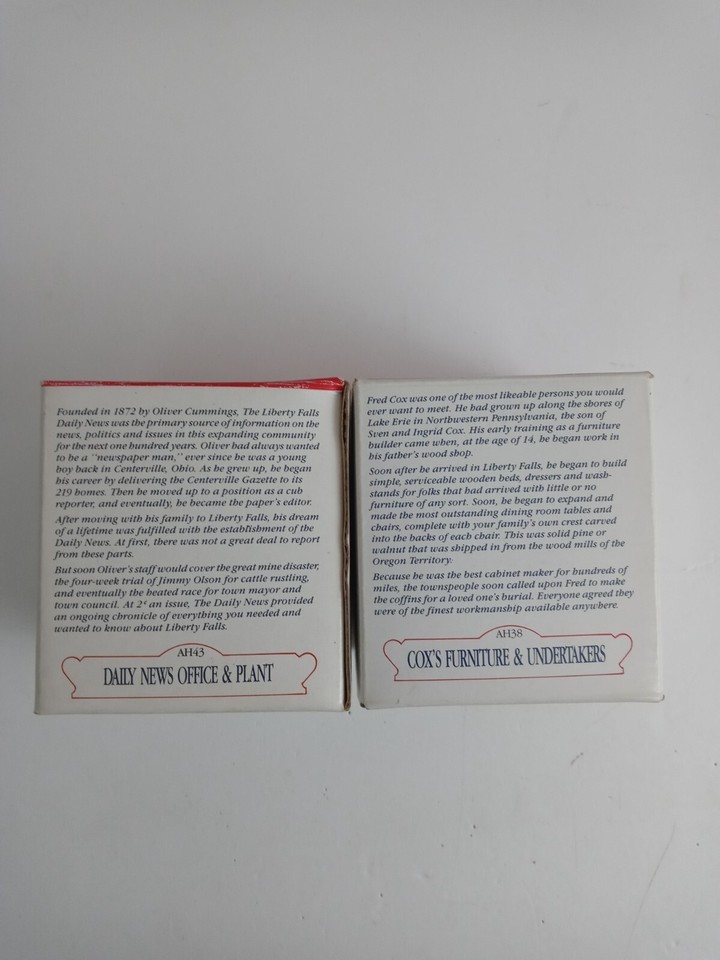 Founded in 1872 by Oliver Cummings, The Liberty Falls
Daily News was the primary source of information on the
news, politics and issues in this expanding community
for the next one hundred years. Oliver had always wanted
to be a "newspaper man," ever since he was a young
boy back in Centerville, Ohio. As he grew up, he began
his career by delivering the Centerville Gazette to its
219 homes. Then he moved up to a position as a cub
reporter, and eventually, he became the paper's editor.
After moving with his family to Liberty Falls, his dream
of a lifetime was fulfilled with the establishment of the
Daily News. At first, there was not a great deal to report
from these parts.
But soon Oliver's staff would cover the great mine disaster,
the four-week trial of Jimmy Olson for cattle rustling,
and eventually the heated race for town mayor and
town council. At 2¢ an issue, The Daily News provided
an ongoing chronicle of everything you needed and
wanted to know about Liberty Falls.
AH43
DAILY NEWS OFFICE & PLANT
Fred Cox was one of the most likeable persons you would
ever want to meet. He had grown up along the shores of
Lake Erie in Northwestern Pennsylvania, the son of
Sven and Ingrid Cox. His early training as a furniture
builder came when, at the age of 14, he began work in
his father's wood shop.
Soon after he arrived in Liberty Falls, he began to build
simple, serviceable wooden beds, dressers and wash-
stands for folks that had arrived with little or no
furniture of any sort. Soon, he began to expand and
made the most outstanding dining room tables and
chairs, complete with your family's own crest carved
into the backs of each chair. This was solid pine or
walnut that was shipped in from the wood mills of the
Oregon Territory.
Because he was the best cabinet maker for hundreds of
miles, the townspeople soon called upon Fred to make
the coffins for a loved one's burial. Everyone agreed they
were of the finest workmanship available anywhere.
AH38
COX'S FURNITURE & UNDERTAKERS